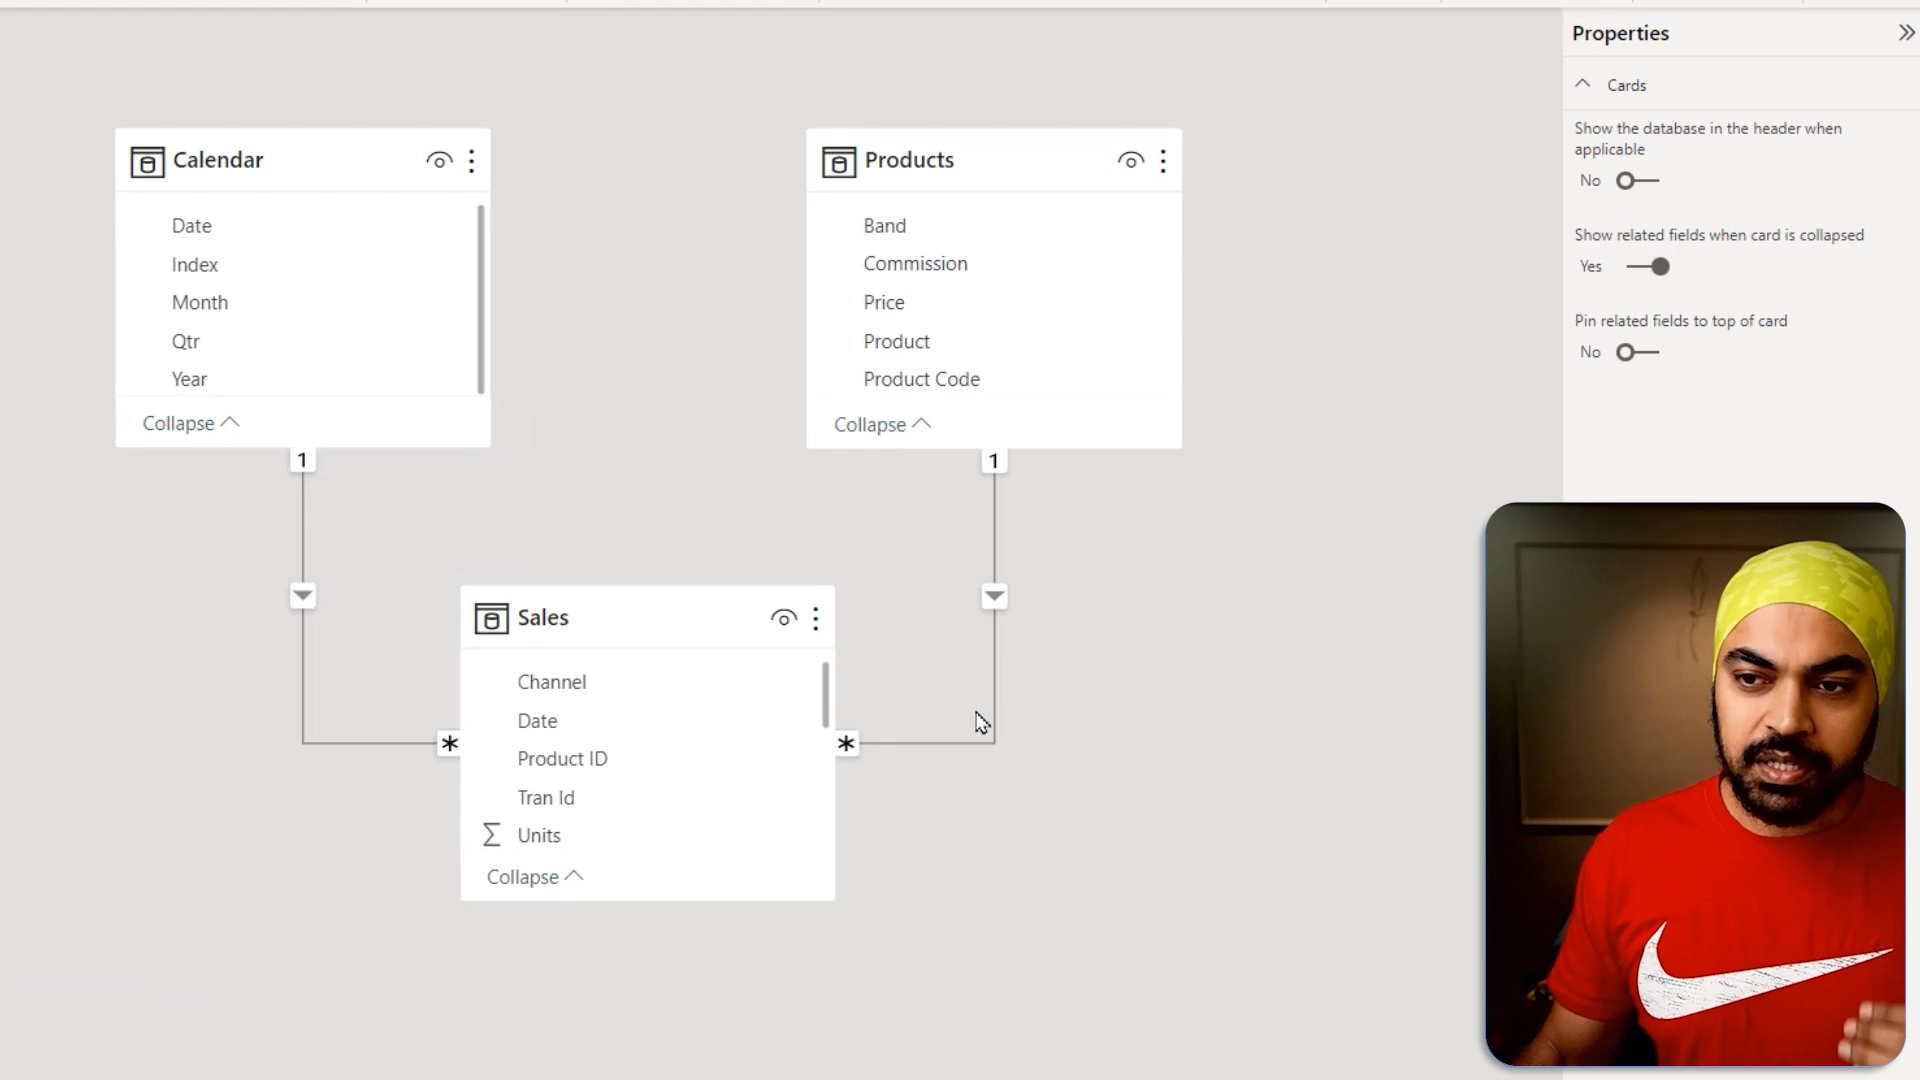 Properties
Cards
Show the database in the header when
applicable
No
Show related fields when card is collapsed
Yes
Pin related fields to top of card
No
Calendar
Date
Index
Month
Qtr
Year
Collapse
1
Products
Band
Commission
Price
Product
Product Code
Collapse
1
Sales
Channel
Date
Product ID
Tran Id
Σ Units
Collapse
*
*